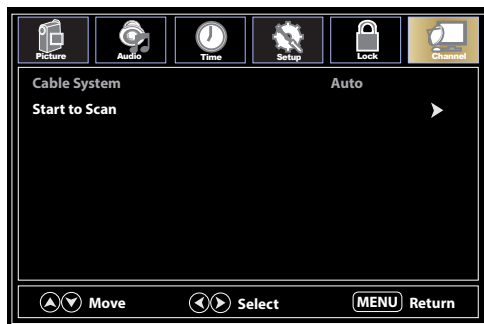 Picture Audio Time Setup Lock Channel
Cable System Auto
Start to Scan
Move Select MENU Return